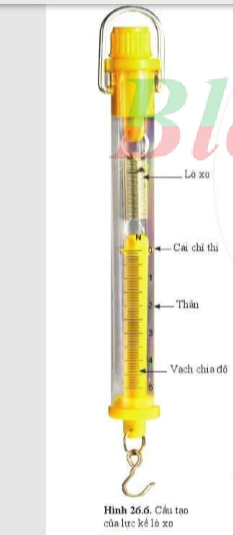 Blo
Lò xo
N
0
Cái chỉ thị
1
2
Thân
3
4
Vạch chia độ
5
Hình 26.6. Cấu tạo
của lực kế lò xo